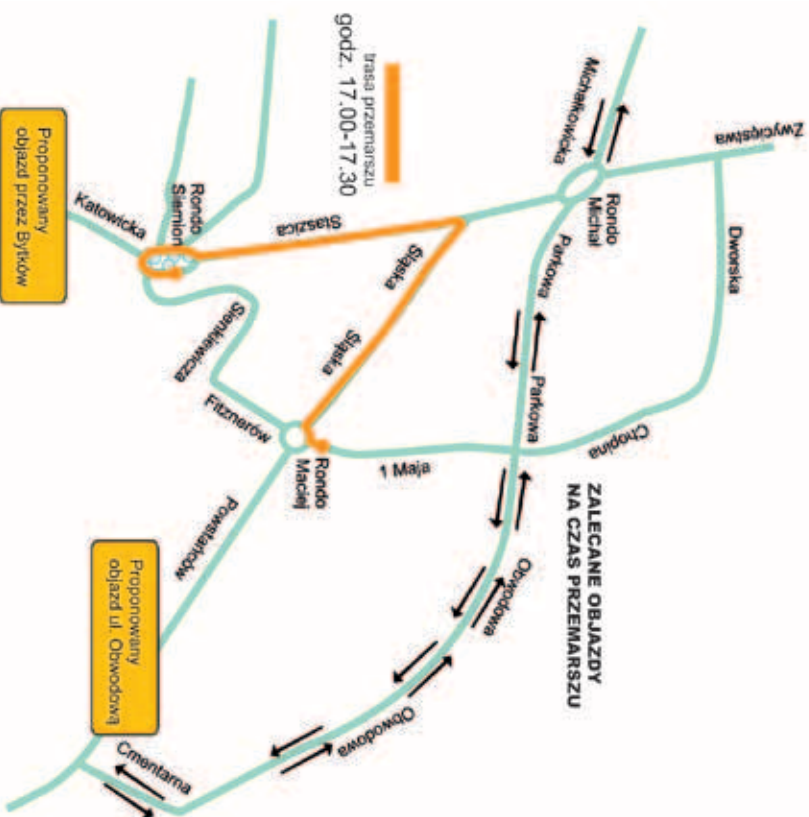 ZALECANE OBJAZDY
NA CZAS PRZEMARSZU
Zwycięstwa
Dworska
Michałkowicka
Rondo
Michał
Parkowa
Parkowa
Chopina
trasa przemarszu
godz. 17.00-17.30
Staszica
Śląska
Śląska
1 Maja
Obwodowa
Obwodowa
Rondo
Siemion
Katowicka
Sienkiewicza
Fitznerów
Rondo
Maciej
Powstańców
Cmentarna
Proponowany
objazd przez Bytków
Proponowany
objazd ul. Obwodową